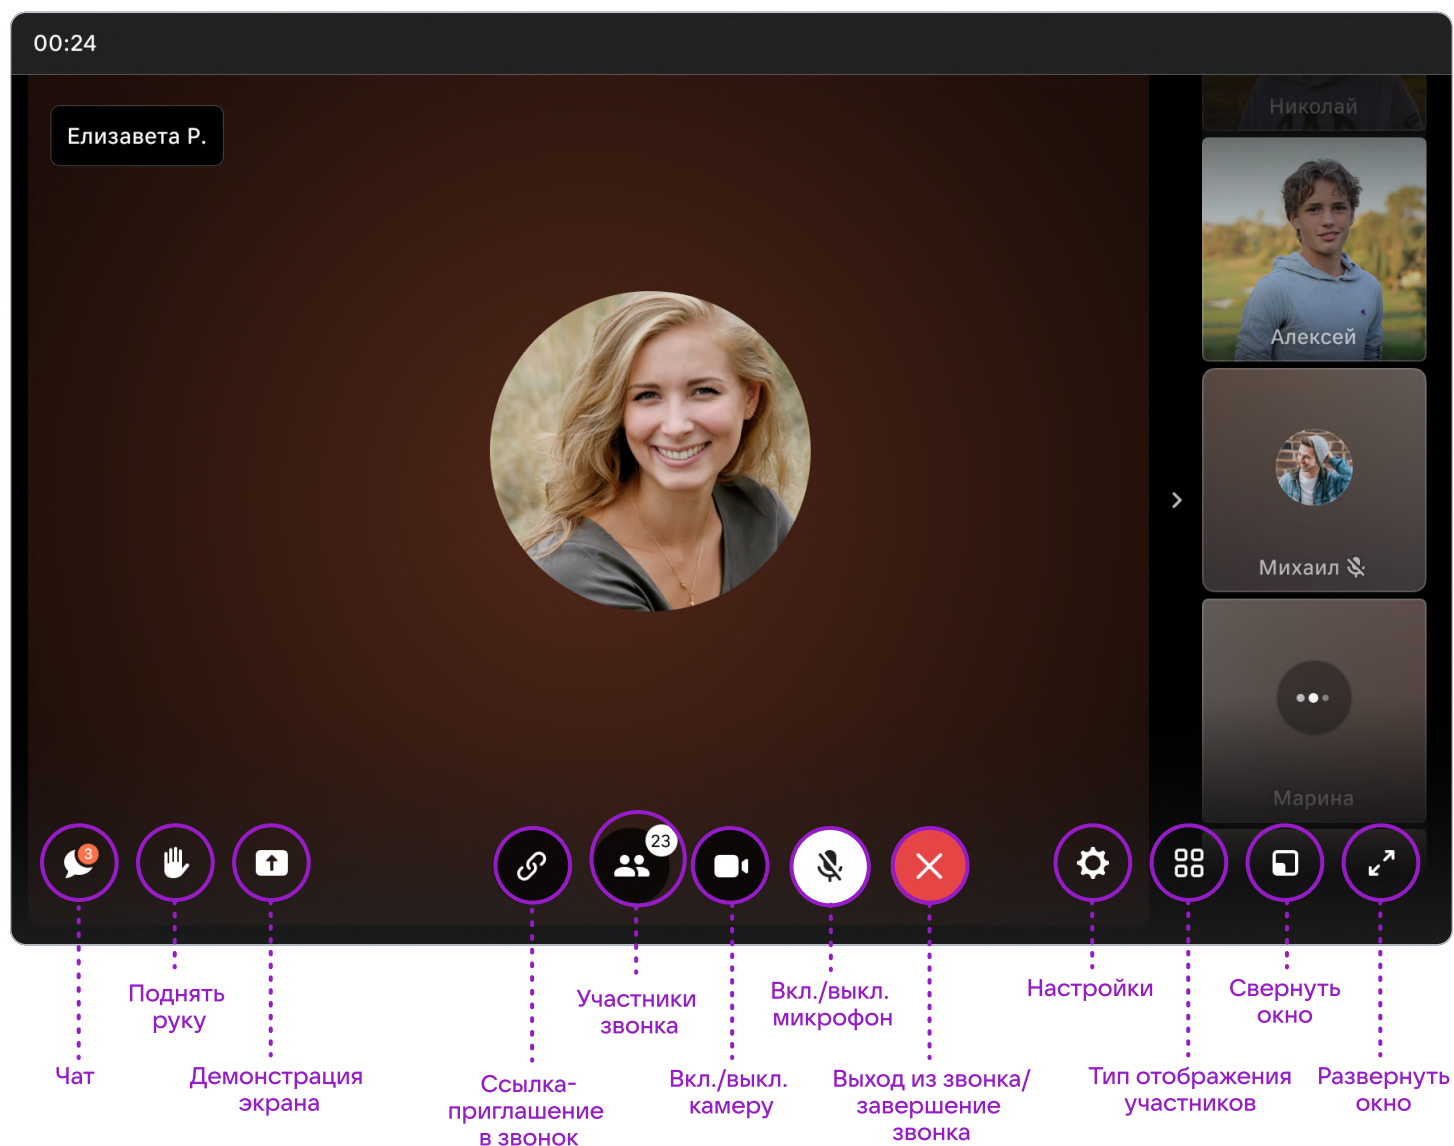 00:24
Елизавета Р.
Николай
Алексей
Михаил
Марина
3
23
Поднять
руку
Участники
звонка
Вкл./выкл.
микрофон
Настройки
Свернуть
окно
Чат
Демонстрация
экрана
Ссылка-
приглашение
в звонок
Вкл./выкл.
камеру
Выход из звонка/
завершение
звонка
Тип отображения
участников
Развернуть
окно